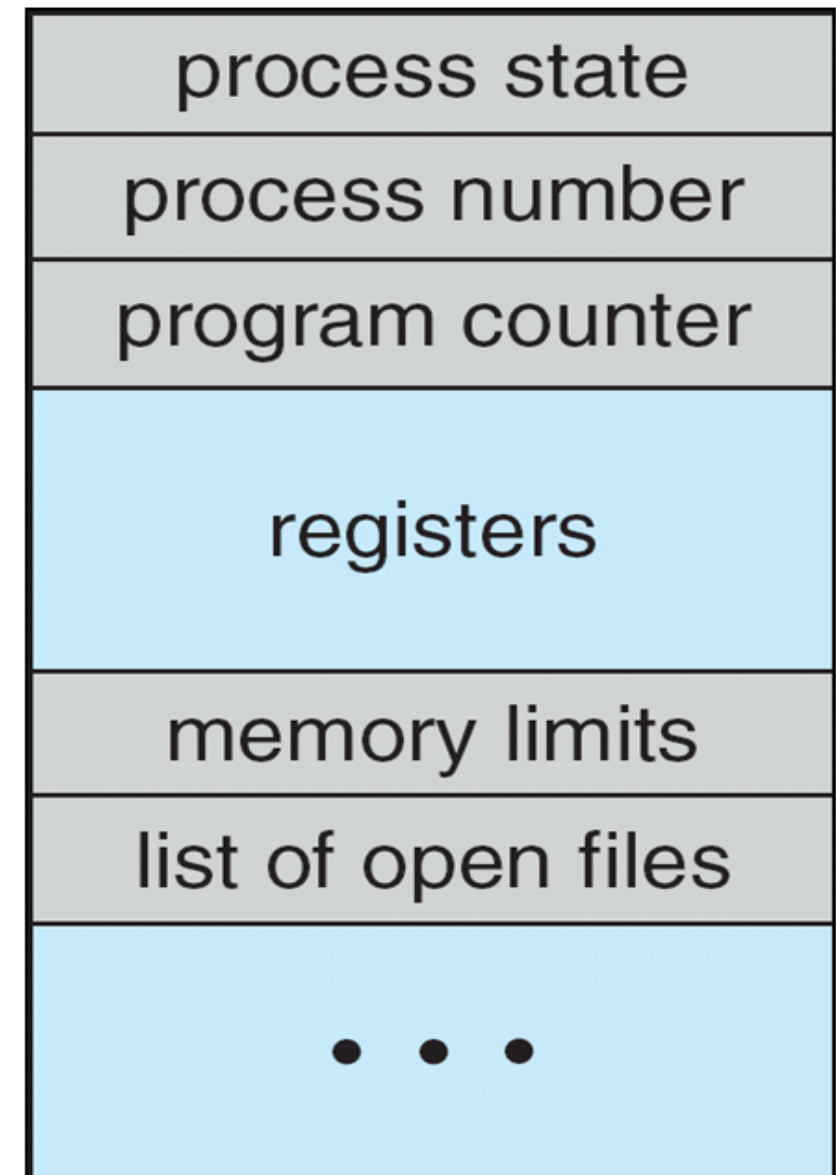 process state
process number
program counter
registers
memory limits
list of open files
• • •